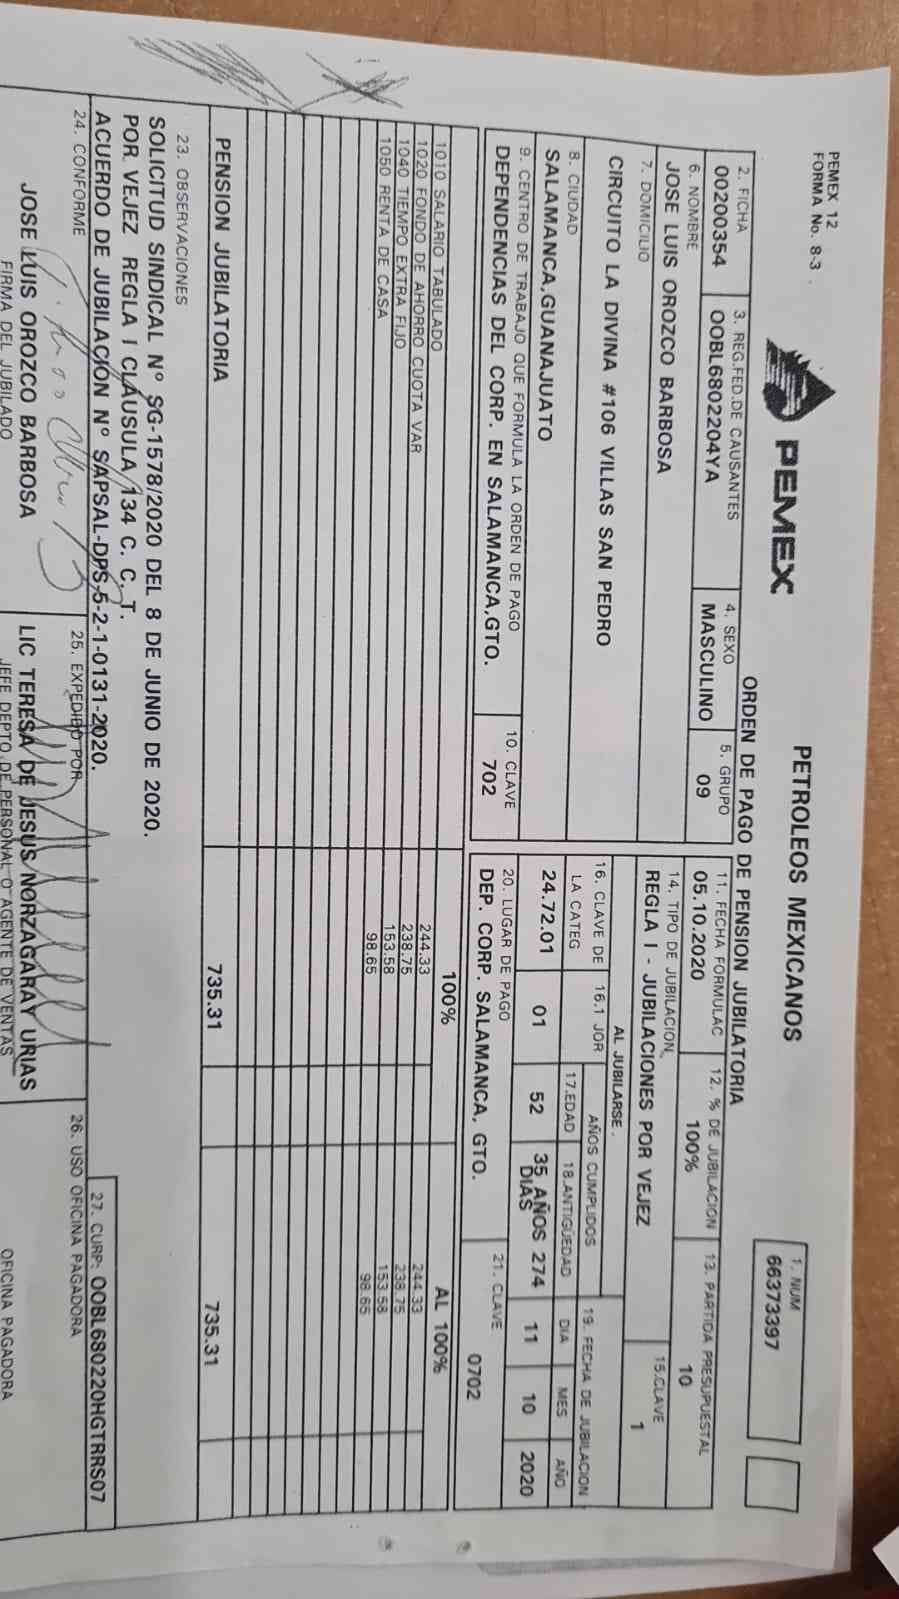 PEMEX 12
FORMA No. 8-3
PEMEX
PETROLEOS MEXICANOS
ORDEN DE PAGO DE PENSION JUBILATORIA
1. NUM
66373397
2. FICHA
00200354
3. REG.FED.DE CAUSANTES
OOBL6802204YA
4. SEXO
MASCULINO
5. GRUPO
09
6. NOMBRE
JOSE LUIS OROZCO BARBOSA
7. DOMICILIO
CIRCUITO LA DIVINA #106 VILLAS SAN PEDRO
8. CIUDAD
SALAMANCA,GUANAJUATO
9. CENTRO DE TRABAJO QUE FORMULA LA ORDEN DE PAGO
DEPENDENCIAS DEL CORP. EN SALAMANCA,GTO.
10. CLAVE
702
11. FECHA FORMULAC
05.10.2020
12. % DE JUBILACION
100%
13. PARTIDA PRESUPUESTAL
10
14. TIPO DE JUBILACION
REGLA I - JUBILACIONES POR VEJEZ
15.CLAVE
1
AL JUBILARSE.
16. CLAVE DE
LA CATEG
24.72.01
16.1 JOR
01
AÑOS CUMPLIDOS
17.EDAD
52
18.ANTIGÜEDAD
35 AÑOS 274
DIAS
19. FECHA DE JUBILACION
DIA MES AÑO
11 10 2020
20. LUGAR DE PAGO
DEP. CORP. SALAMANCA, GTO.
21. CLAVE
0702
100% AL 100%
1010 SALARIO TABULADO 244.33 244.33
1020 FONDO DE AHORRO CUOTA VAR 238.75 238.75
1040 TIEMPO EXTRA FIJO 153.58 153.58
1050 RENTA DE CASA 98.65 98.65
PENSION JUBILATORIA 735.31 735.31
23. OBSERVACIONES
SOLICITUD SINDICAL Nº SG-1578/2020 DEL 8 DE JUNIO DE 2020.
POR. VEJEZ REGLA I CLAUSULA 134 C. C. T.
ACUERDO DE JUBILACION Nº SAPSAL-DPS-5-2-1-0131-2020.
27. CURP: OOBL680220HGTRRS07
24. CONFORME
JOSE LUIS OROZCO BARBOSA
FIRMA DEL JUBILADO
25. EXPEDIDO POR
LIC TERESA DE JESUS NORZAGARAY URIAS
JEFE DEPTO.DE PERSONAL O AGENTE DE VENTAS
26. USO OFICINA PAGADORA
OFICINA PAGADORA